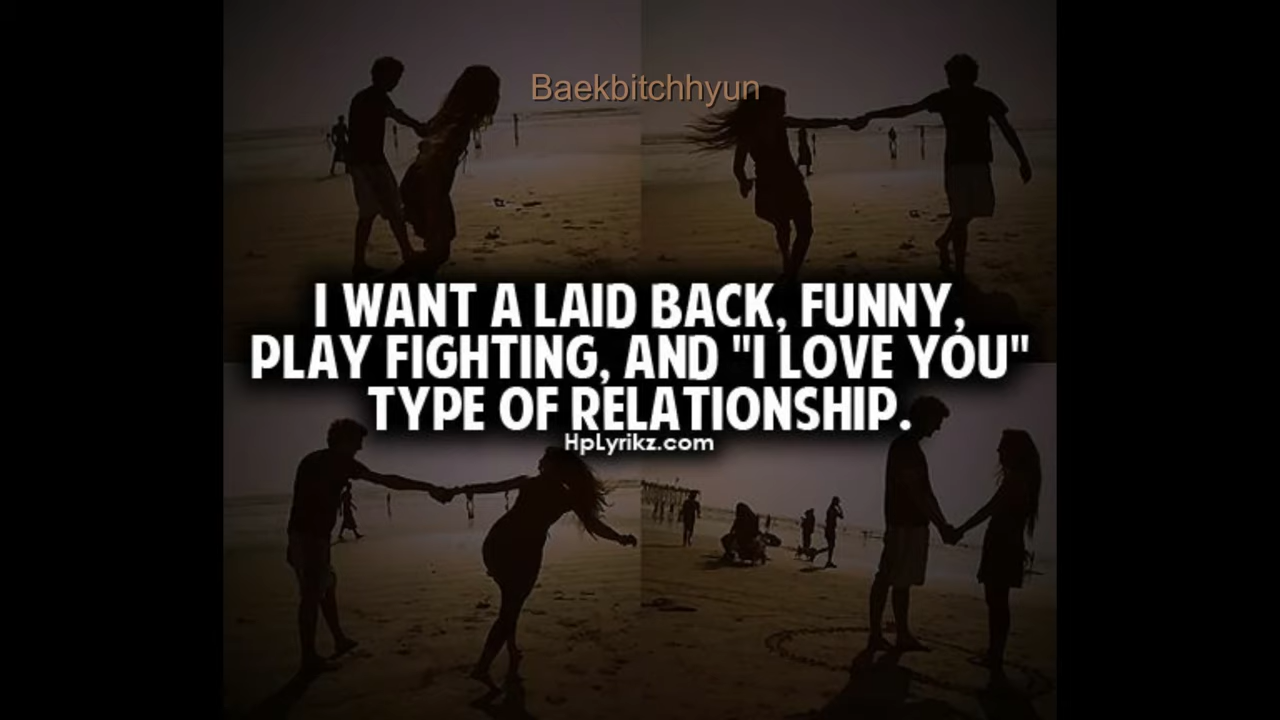 Baekbitchhyun
I WANT A LAID BACK, FUNNY,
PLAY FIGHTING, AND "I LOVE YOU"
TYPE OF RELATIONSHIP.
HpLyrikz.com